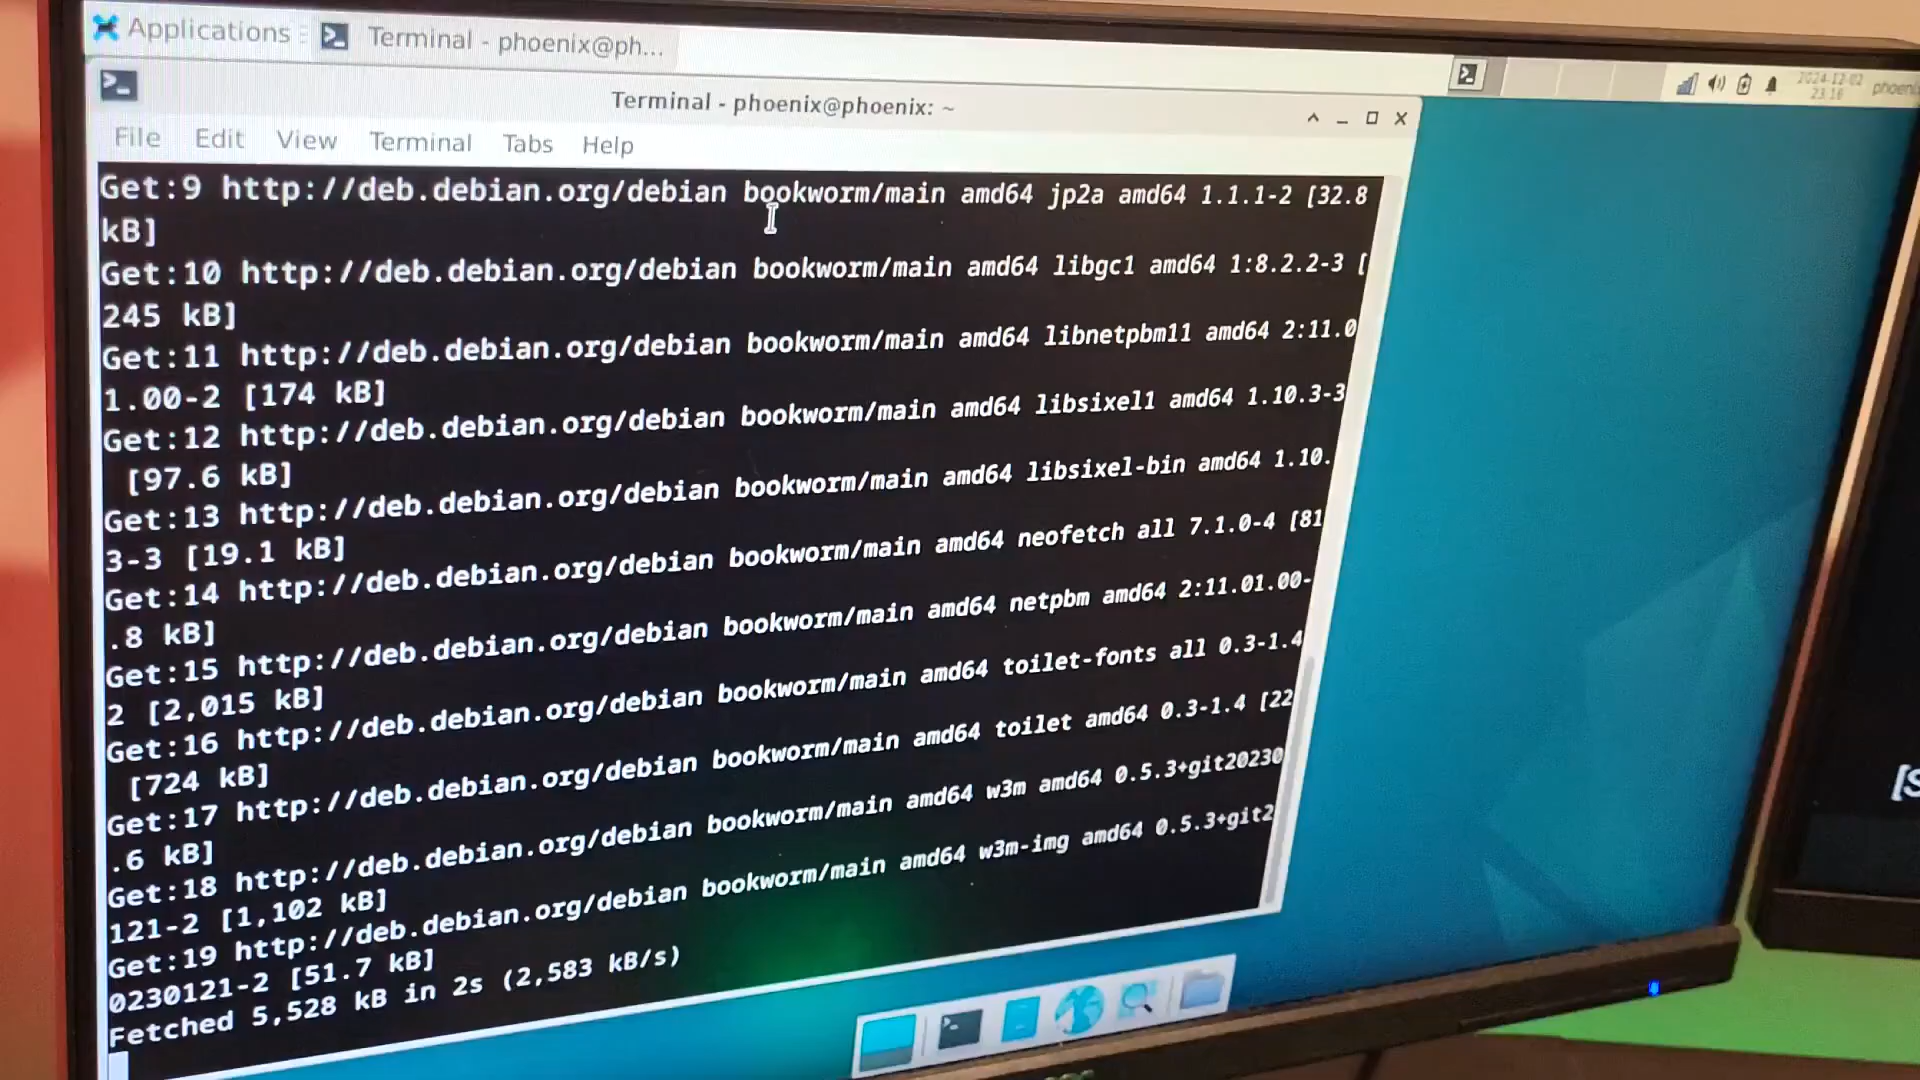 Applications
Terminal - phoenix@ph...
2024-12-02
23:16
phoeni
Terminal - phoenix@phoenix: ~
File Edit View Terminal Tabs Help
Get:9 http://deb.debian.org/debian bookworm/main amd64 jp2a amd64 1.1.1-2 [32.8
kB]
Get:10 http://deb.debian.org/debian bookworm/main amd64 libgc1 amd64 1:8.2.2-3 [
245 kB]
Get:11 http://deb.debian.org/debian bookworm/main amd64 libnetpbm11 amd64 2:11.0
1.00-2 [174 kB]
Get:12 http://deb.debian.org/debian bookworm/main amd64 libsixel1 amd64 1.10.3-3
[97.6 kB]
Get:13 http://deb.debian.org/debian bookworm/main amd64 libsixel-bin amd64 1.10.
3-3 [19.1 kB]
Get:14 http://deb.debian.org/debian bookworm/main amd64 neofetch all 7.1.0-4 [81
.8 kB]
Get:15 http://deb.debian.org/debian bookworm/main amd64 netpbm amd64 2:11.01.00-
2 [2,015 kB]
Get:16 http://deb.debian.org/debian bookworm/main amd64 toilet-fonts all 0.3-1.4
[724 kB]
Get:17 http://deb.debian.org/debian bookworm/main amd64 toilet amd64 0.3-1.4 [22
.6 kB]
Get:18 http://deb.debian.org/debian bookworm/main amd64 w3m amd64 0.5.3+git20230
121-2 [1,102 kB]
Get:19 http://deb.debian.org/debian bookworm/main amd64 w3m-img amd64 0.5.3+git2
0230121-2 [51.7 kB]
Fetched 5,528 kB in 2s (2,583 kB/s)
[S